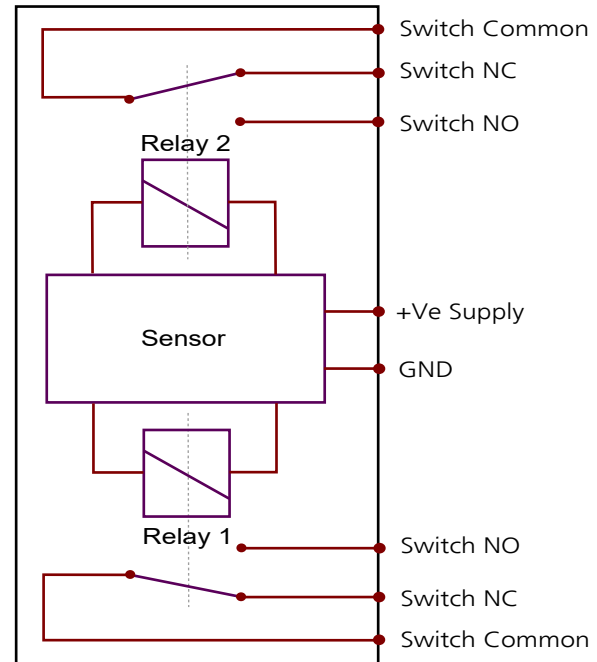 Switch Common
Switch NC
Switch NO
Relay 2
+Ve Supply
Sensor
GND
Relay 1
Switch NO
Switch NC
Switch Common